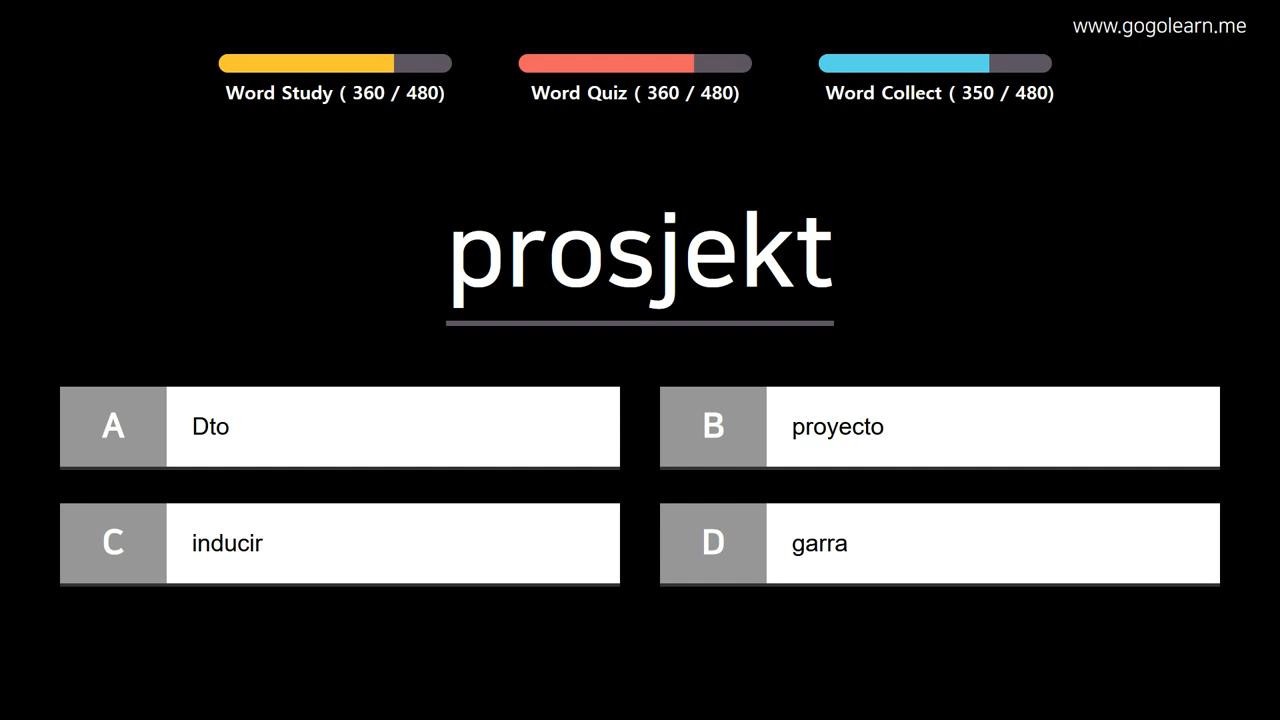 www.gogolearn.me
Word Study ( 360 / 480)
Word Quiz ( 360 / 480)
Word Collect ( 350 / 480)
prosjekt
A
Dto
B
proyecto
C
inducir
D
garra